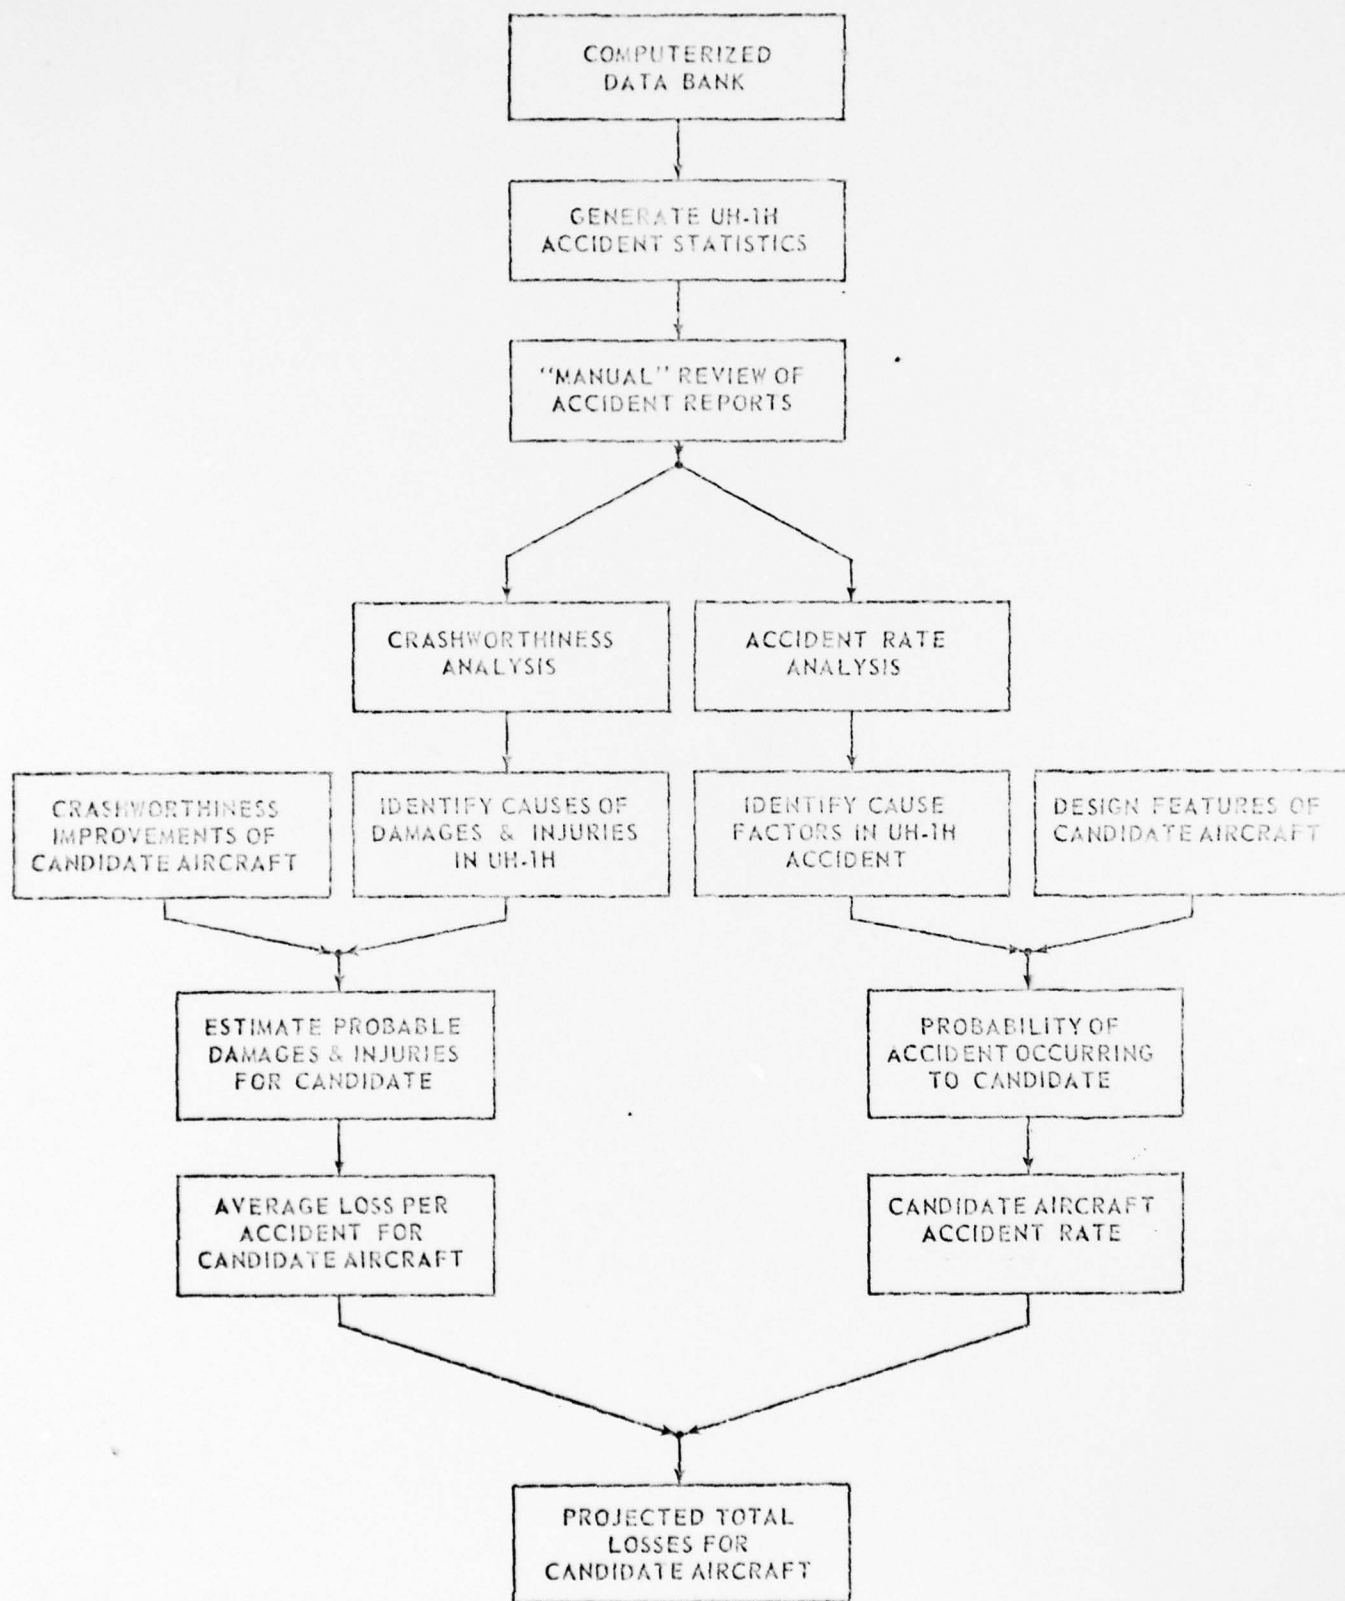 COMPUTERIZED
DATA BANK
GENERATE UH-1H
ACCIDENT STATISTICS
"MANUAL" REVIEW OF
ACCIDENT REPORTS
CRASHWORTHINESS
ANALYSIS
ACCIDENT RATE
ANALYSIS
CRASHWORTHINESS
IMPROVEMENTS OF
CANDIDATE AIRCRAFT
IDENTIFY CAUSES OF
DAMAGES & INJURIES
IN UH-1H
IDENTIFY CAUSE
FACTORS IN UH-1H
ACCIDENT
DESIGN FEATURES OF
CANDIDATE AIRCRAFT
ESTIMATE PROBABLE
DAMAGES & INJURIES
FOR CANDIDATE
PROBABILITY OF
ACCIDENT OCCURRING
TO CANDIDATE
AVERAGE LOSS PER
ACCIDENT FOR
CANDIDATE AIRCRAFT
CANDIDATE AIRCRAFT
ACCIDENT RATE
PROJECTED TOTAL
LOSSES FOR
CANDIDATE AIRCRAFT